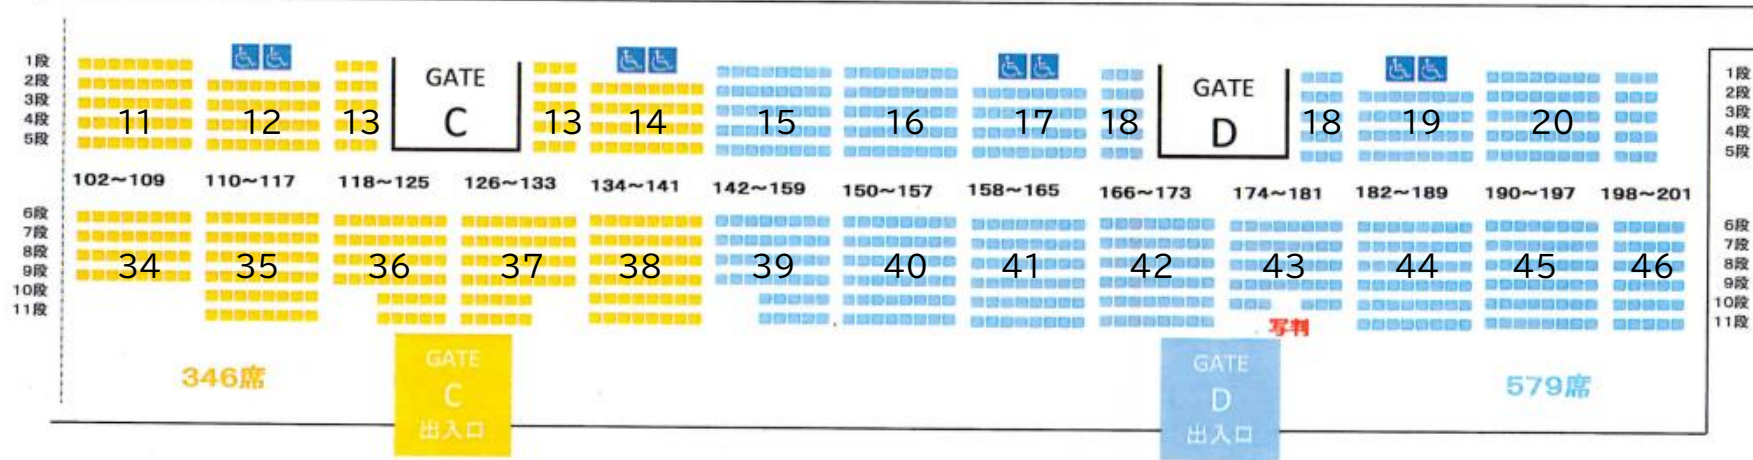 1段
2段
3段
4段
5段
11 12 13
GATE
C
13 14 15 16 17 18
GATE
D
18 19 20
1段
2段
3段
4段
5段
102～109 110～117 118～125 126～133 134～141 142～159 150～157 158～165 166～173 174～181 182～189 190～197 198～201
6段
7段
8段
9段
10段
11段
34 35 36 37 38 39 40 41 42 43 44 45 46
6段
7段
8段
9段
10段
11段
写判
346席
GATE
C
出入口
GATE
D
出入口
579席